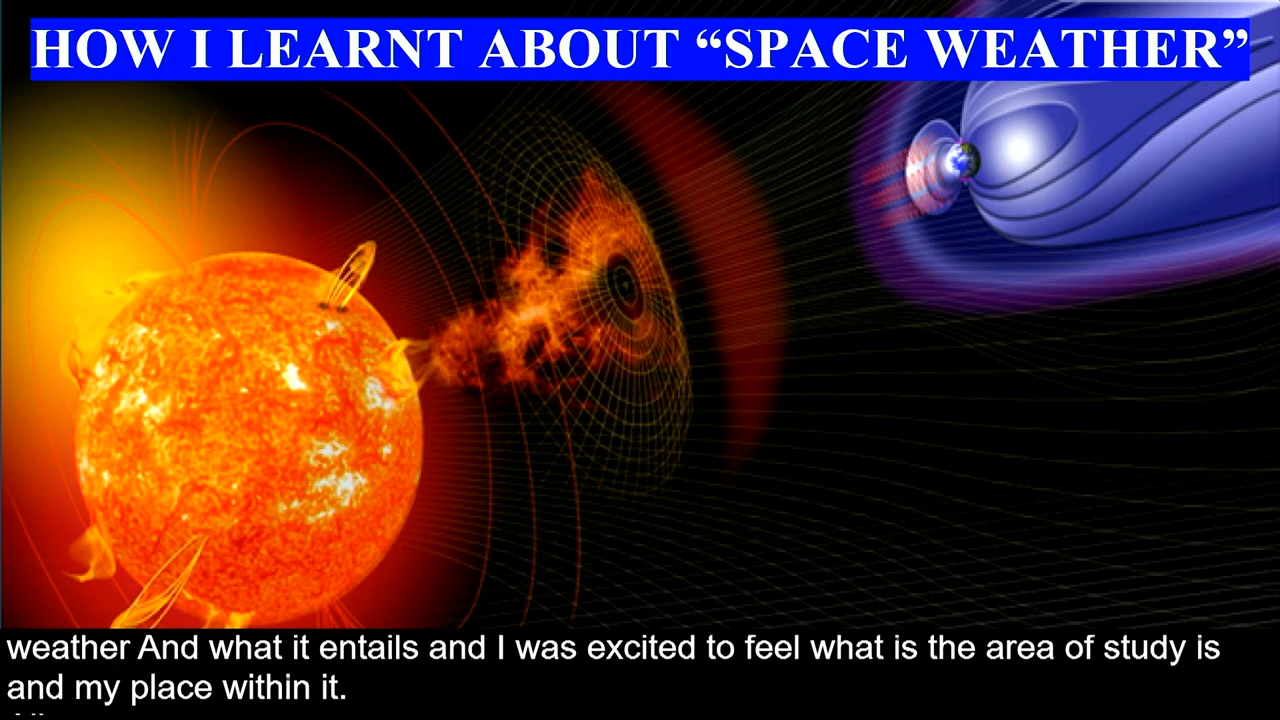 HOW I LEARNT ABOUT “SPACE WEATHER”
weather And what it entails and I was excited to feel what is the area of study is
and my place within it.